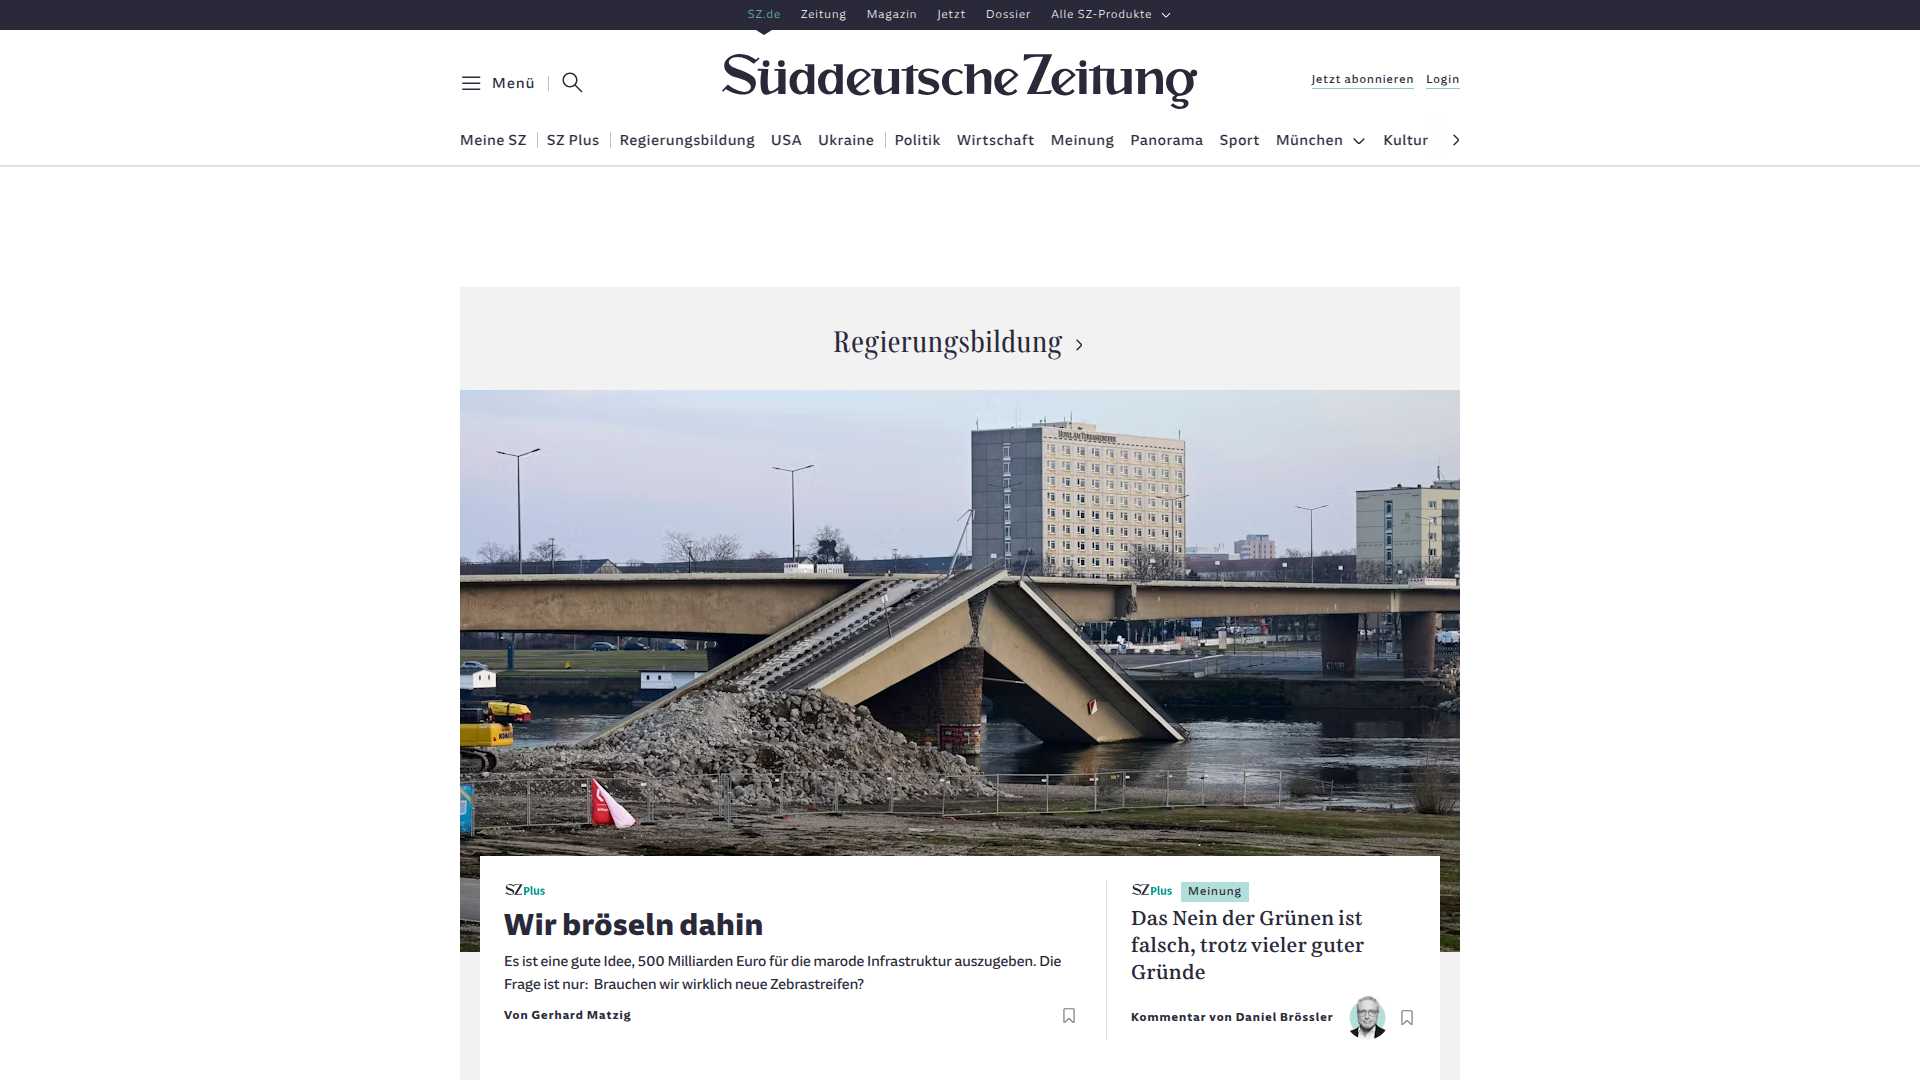 SZ.de Zeitung Magazin Jetzt Dossier Alle SZ-Produkte
Menü
Süddeutsche Zeitung
Jetzt abonnieren Login
Meine SZ SZ Plus Regierungsbildung USA Ukraine Politik Wirtschaft Meinung Panorama Sport München Kultur
Regierungsbildung
SZ Plus
Wir bröseln dahin
Es ist eine gute Idee, 500 Milliarden Euro für die marode Infrastruktur auszugeben. Die
Frage ist nur: Brauchen wir wirklich neue Zebrastreifen?
Von Gerhard Matzig
SZ Plus Meinung
Das Nein der Grünen ist
falsch, trotz vieler guter
Gründe
Kommentar von Daniel Brössler